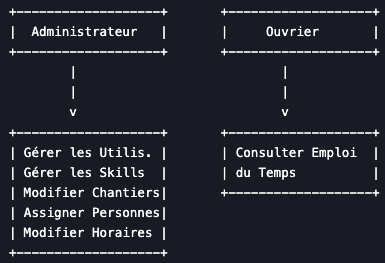 Administrateur
Ouvrier
Gérer les Utilis.
Gérer les Skills
Modifier Chantiers
Assigner Personnes
Modifier Horaires
Consulter Emploi
du Temps